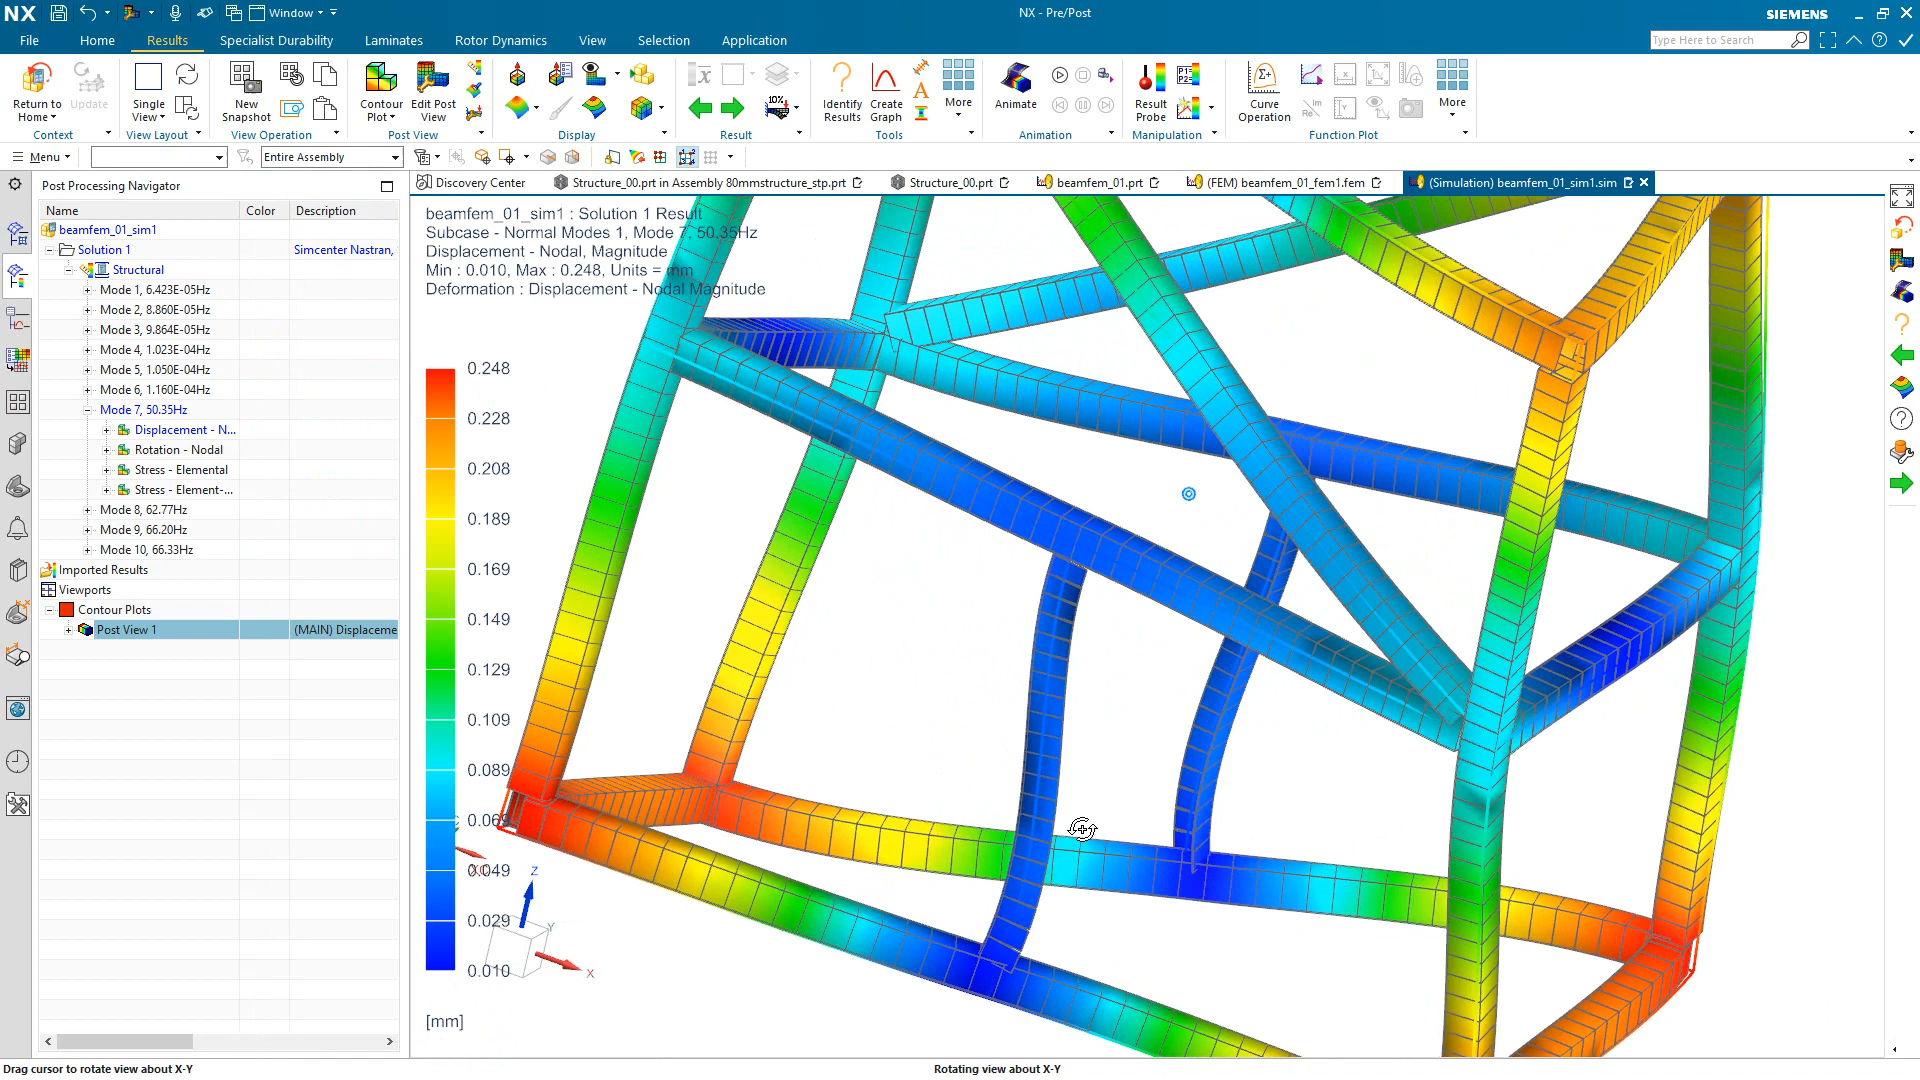 NX
Window
NX - Pre/Post
SIEMENS
File
Home
Results
Specialist Durability
Laminates
Rotor Dynamics
View
Selection
Application
Type Here to Search
Return to Home
Update
Context
Single View
View Layout
New Snapshot
View Operation
Contour Plot
Edit Post View
Post View
Display
10%
Result
Identify Results
Create Graph
More
Tools
Animate
Animation
Result Probe
Manipulation
Curve Operation
More
Function Plot
Menu
Entire Assembly
Post Processing Navigator
Name
Color
Description
beamfem_01_sim1
Solution 1
Simcenter Nastran,
Structural
Mode 1, 6.423E-05Hz
Mode 2, 8.860E-05Hz
Mode 3, 9.864E-05Hz
Mode 4, 1.023E-04Hz
Mode 5, 1.050E-04Hz
Mode 6, 1.160E-04Hz
Mode 7, 50.35Hz
Displacement - N...
Rotation - Nodal
Stress - Elemental
Stress - Element-...
Mode 8, 62.77Hz
Mode 9, 66.20Hz
Mode 10, 66.33Hz
Imported Results
Viewports
Contour Plots
Post View 1
(MAIN) Displaceme
Discovery Center
Structure_00.prt in Assembly 80mmstructure_stp.prt
Structure_00.prt
beamfem_01.prt
(FEM) beamfem_01_fem1.fem
(Simulation) beamfem_01_sim1.sim
beamfem_01_sim1 : Solution 1 Result
Subcase - Normal Modes 1, Mode 7, 50.35Hz
Displacement - Nodal, Magnitude
Min : 0.010, Max : 0.248, Units = mm
Deformation : Displacement - Nodal Magnitude
0.248
0.228
0.208
0.189
0.169
0.149
0.129
0.109
0.089
0.069
0.049
0.029
0.010
[mm]
XC
Z
Y
X
Drag cursor to rotate view about X-Y
Rotating view about X-Y